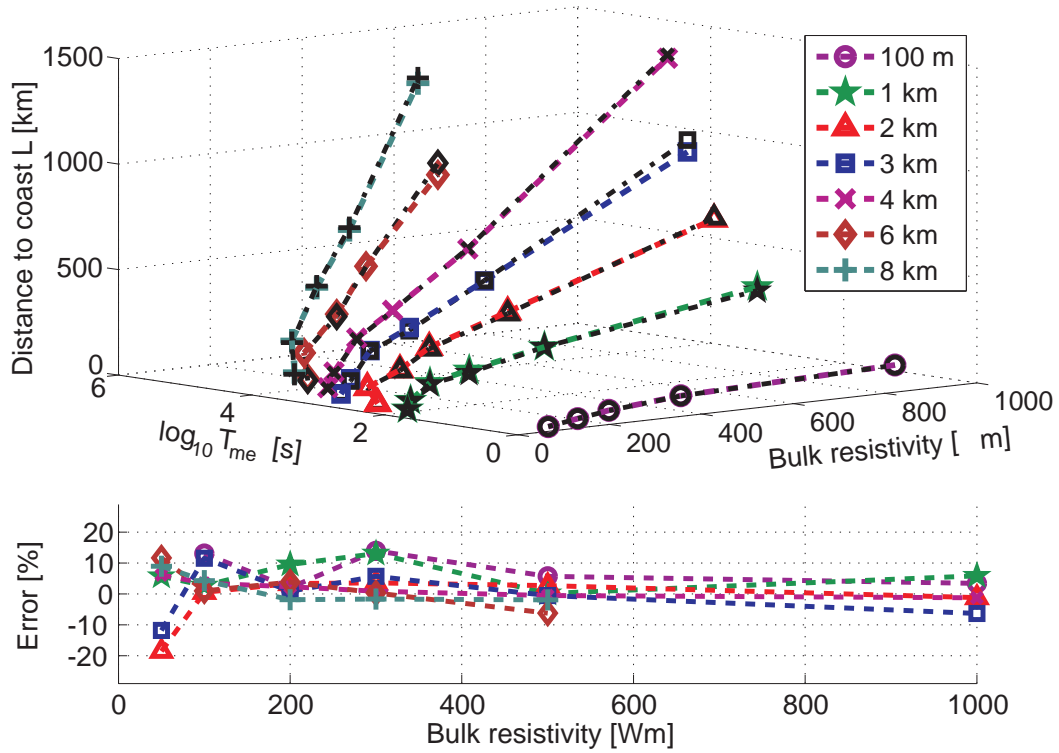 1500
1000
500
0
Distance to coast L [km]
6
4
2
0
log10 Tme [s]
0
200
400
600
800
1000
Bulk resistivity [ m]
100 m
1 km
2 km
3 km
4 km
6 km
8 km
20
10
0
-10
-20
Error [%]
0
200
400
600
800
1000
Bulk resistivity [Wm]